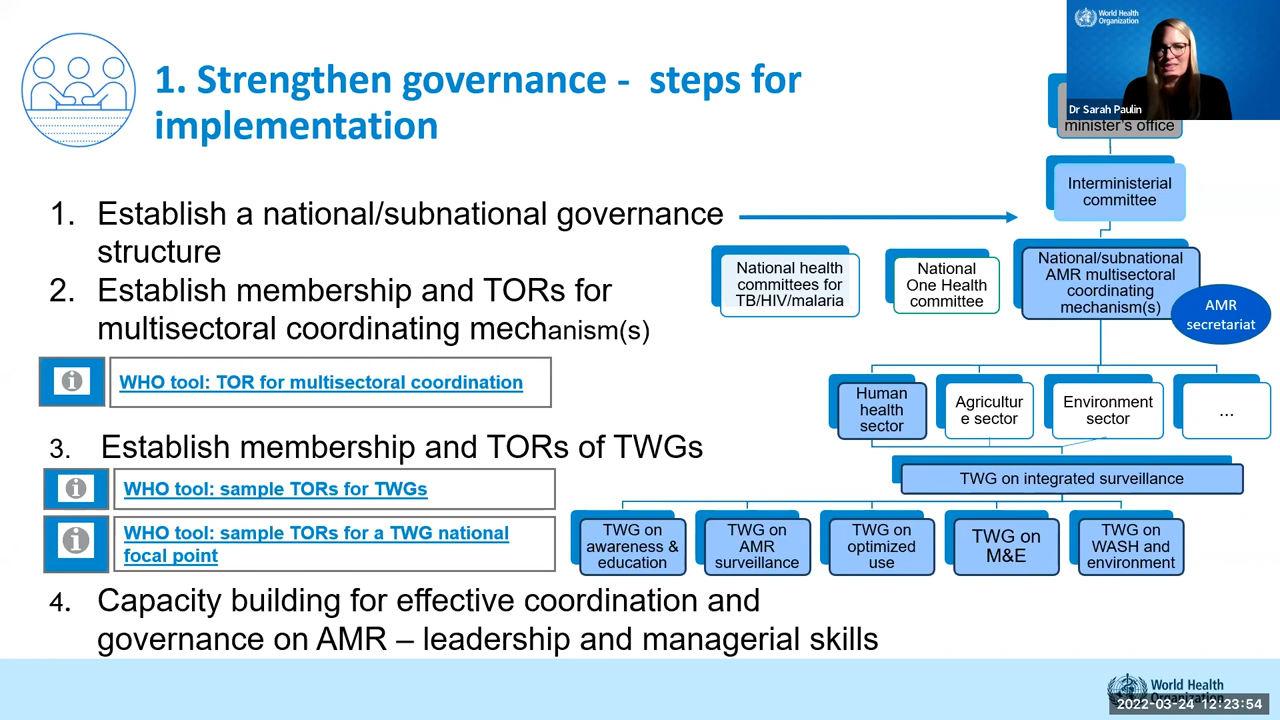 1. Strengthen governance - steps for
implementation
World Health
Organization
Dr Sarah Paulin
minister's office
Interministerial
committee
1. Establish a national/subnational governance
structure
2. Establish membership and TORs for
multisectoral coordinating mechanism(s)
National health
committees for
TB/HIV/malaria
National
One Health
committee
National/subnational
AMR multisectoral
coordinating
mechanism(s)
AMR
secretariat
WHO tool: TOR for multisectoral coordination
Human
health
sector
Agricultur
e sector
Environment
sector
...
3. Establish membership and TORs of TWGs
WHO tool: sample TORs for TWGs
WHO tool: sample TORs for a TWG national
focal point
TWG on integrated surveillance
TWG on
awareness &
education
TWG on
AMR
surveillance
TWG on
optimized
use
TWG on
M&E
TWG on
WASH and
environment
4. Capacity building for effective coordination and
governance on AMR – leadership and managerial skills
World Health
Organization
2022-03-24 12:23:54